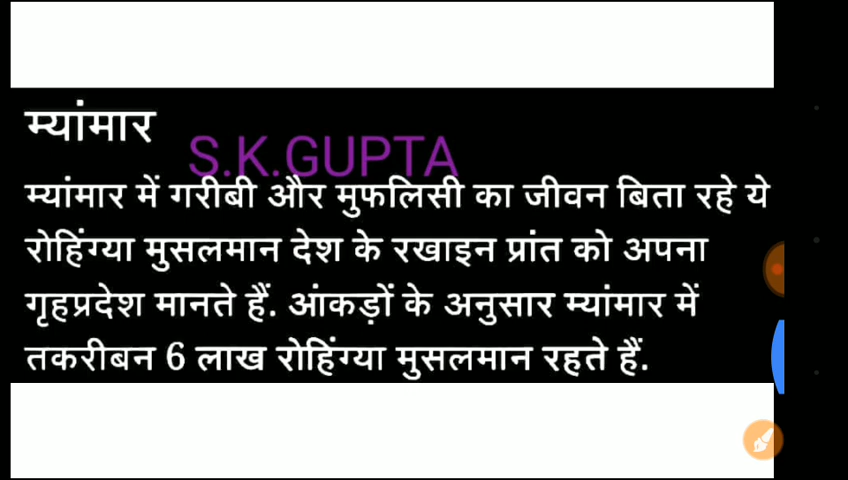 म्यांमार
S.K.GUPTA
म्यांमार में गरीबी और मुफलिसी का जीवन बिता रहे ये
रोहिंग्या मुसलमान देश के रखाइन प्रांत को अपना
गृहप्रदेश मानते हैं. आंकड़ों के अनुसार म्यांमार में
तकरीबन 6 लाख रोहिंग्या मुसलमान रहते हैं.